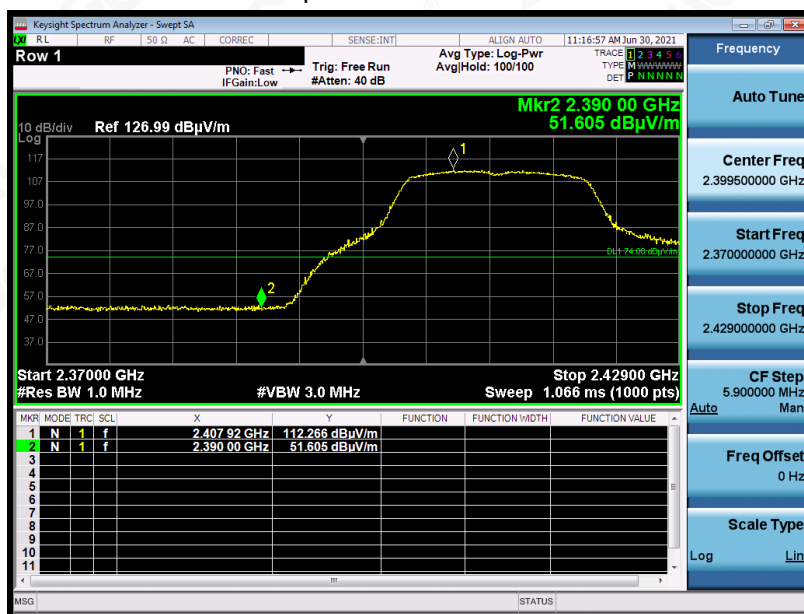 Keysight Spectrum Analyzer - Swept SA
LXI RL RF 50 Ω AC CORREC SENSE:INT ALIGN AUTO 11:16:57 AM Jun 30, 2021
Row 1
PNO: Fast
IFGain:Low
Trig: Free Run
#Atten: 40 dB
Avg Type: Log-Pwr
Avg|Hold: 100/100
TRACE 1 2 3 4 5 6
TYPE M WWWWW
DET P N N N N N
Mkr2 2.390 00 GHz
51.605 dBµV/m
10 dB/div Ref 126.99 dBµV/m
Log
117
107
97.0
87.0
77.0
67.0
57.0
47.0
37.0
1
2
DL1 74.00 dBµV/m
Start 2.37000 GHz Stop 2.42900 GHz
#Res BW 1.0 MHz #VBW 3.0 MHz Sweep 1.066 ms (1000 pts)
MKR MODE TRC SCL X Y FUNCTION FUNCTION WIDTH FUNCTION VALUE
1 N 1 f 2.407 92 GHz 112.266 dBµV/m
2 N 1 f 2.390 00 GHz 51.605 dBµV/m
3
4
5
6
7
8
9
10
11
MSG STATUS
Frequency
Auto Tune
Center Freq
2.399500000 GHz
Start Freq
2.370000000 GHz
Stop Freq
2.429000000 GHz
CF Step
5.900000 MHz
Auto Man
Freq Offset
0 Hz
Scale Type
Log Lin